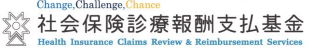 Change,Challenge,Chance
社会保険診療報酬支払基金
Health Insurance Claims Review & Reimbursement Services